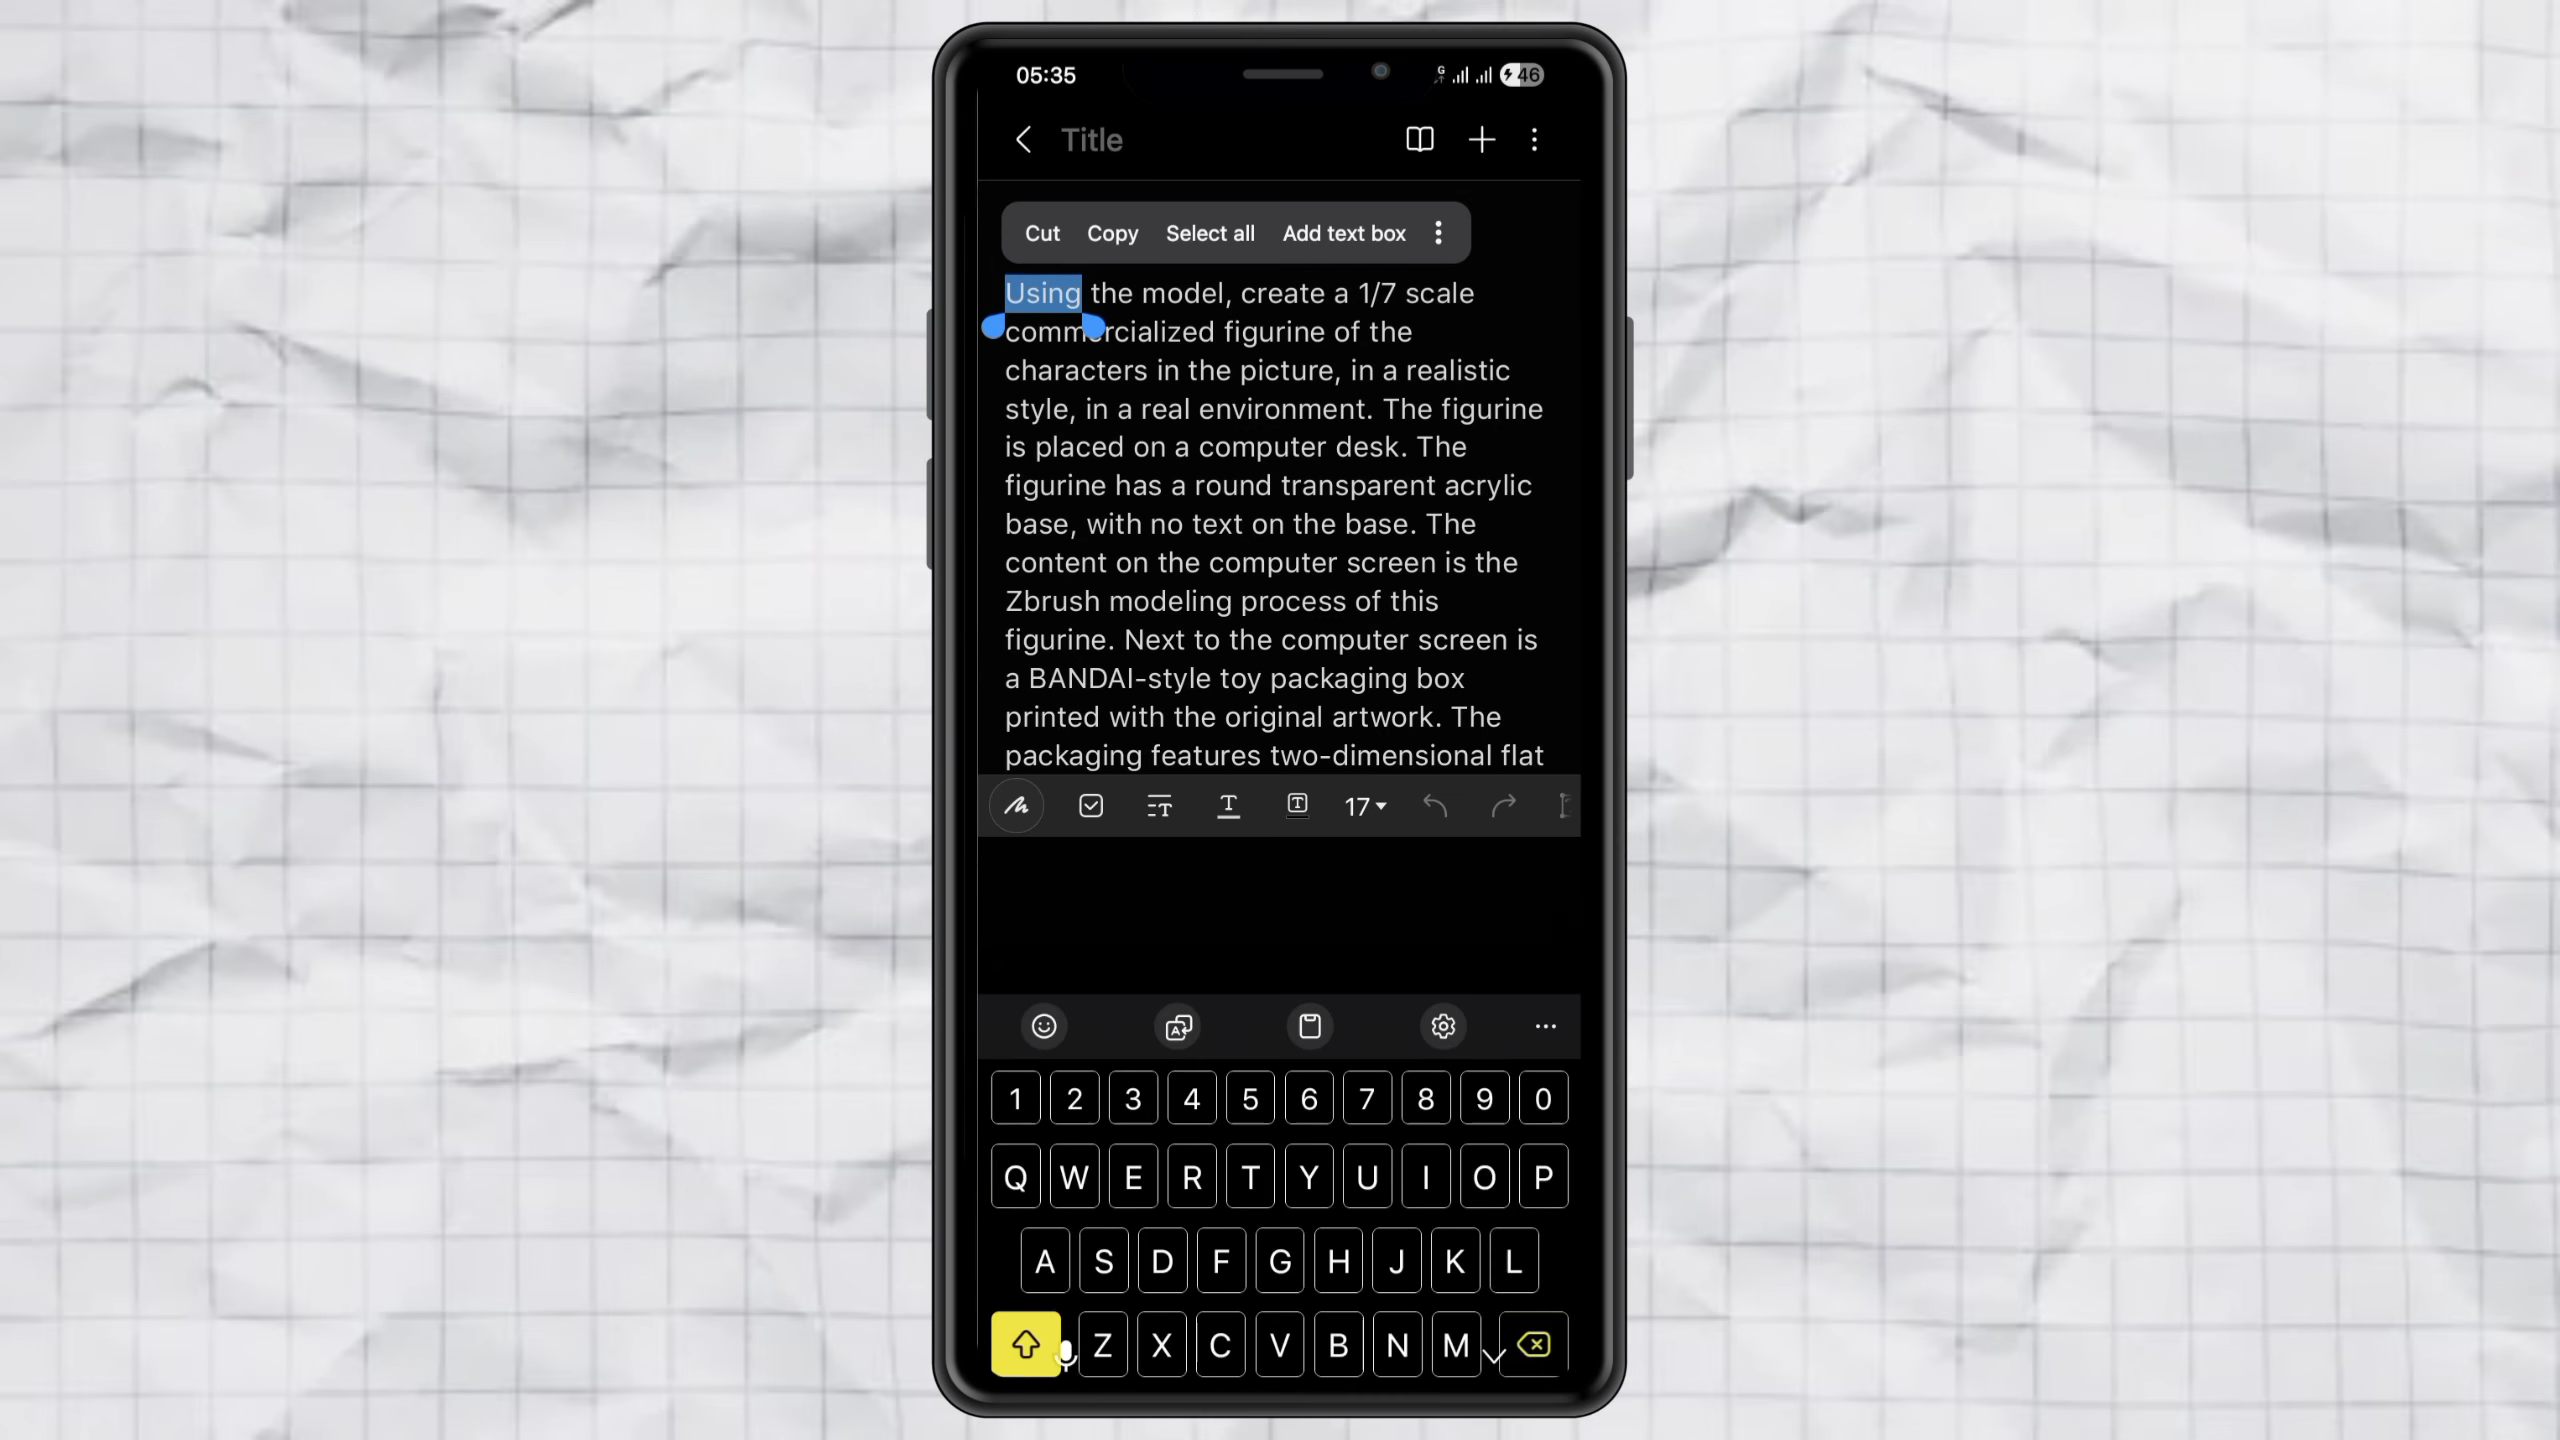 05:35
G 46
Title
Cut Copy Select all Add text box
Using the model, create a 1/7 scale
commercialized figurine of the
characters in the picture, in a realistic
style, in a real environment. The figurine
is placed on a computer desk. The
figurine has a round transparent acrylic
base, with no text on the base. The
content on the computer screen is the
Zbrush modeling process of this
figurine. Next to the computer screen is
a BANDAI-style toy packaging box
printed with the original artwork. The
packaging features two-dimensional flat
T T T 17
A
1 2 3 4 5 6 7 8 9 0
Q W E R T Y U I O P
A S D F G H J K L
Z X C V B N M